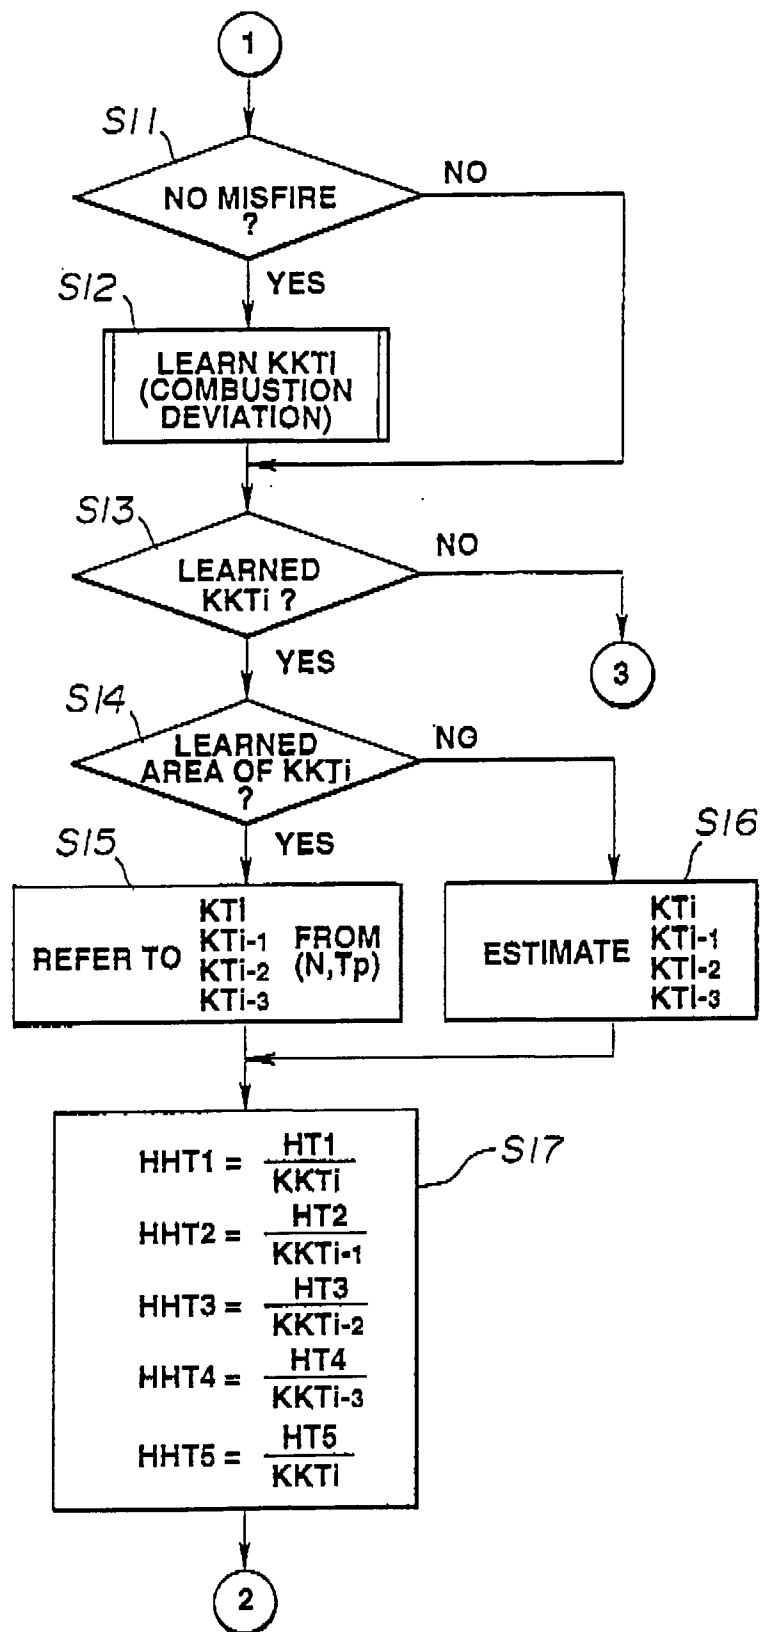 1
S11
NO MISFIRE
?
NO
YES
S12
LEARN KKTi
(COMBUSTION
DEVIATION)
S13
LEARNED
KKTi ?
NO
3
YES
S14
LEARNED
AREA OF KKTi
?
NO
YES
S15
REFER TO
KTi
KTi-1
KTi-2
KTi-3
FROM
(N,Tp)
S16
ESTIMATE
KTi
KTi-1
KTi-2
KTi-3
S17
HHT1 = HT1 / KKTi
HHT2 = HT2 / KKTi-1
HHT3 = HT3 / KKTi-2
HHT4 = HT4 / KKTi-3
HHT5 = HT5 / KKTi
2